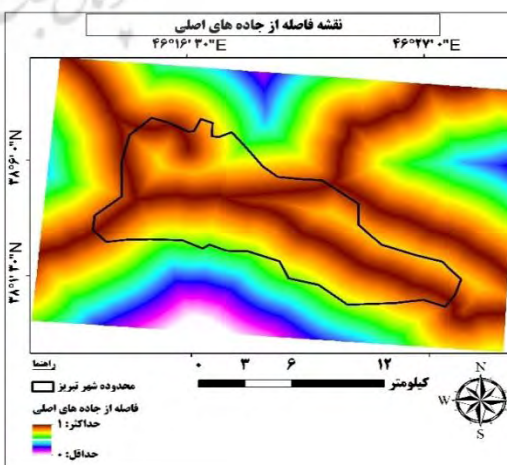 نقشه فاصله از جاده های اصلی
۴۶°۱۶'۳۰"E ۴۶°۲۷'۰"E
۳۸°۶'۰"N
۳۸°۱'۳۰"N
راهنما
محدوده شهر تبریز
فاصله از جاده های اصلی
حداکثر: ۱
حداقل: ۰
۰ ۳ ۶ ۱۲
کیلومتر
N
W E
S